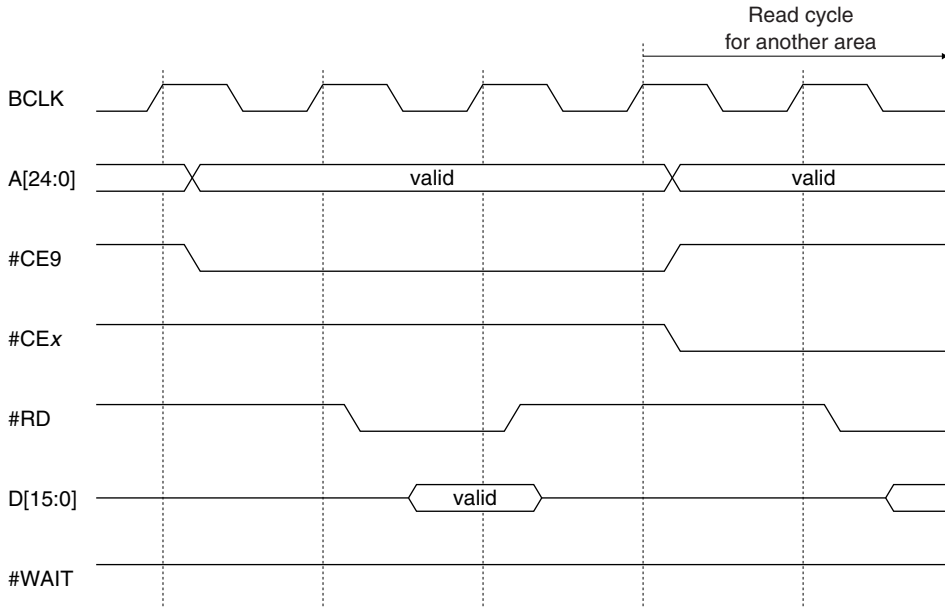 Read cycle
for another area
BCLK
A[24:0] valid valid
#CE9
#CEx
#RD
D[15:0] valid
#WAIT